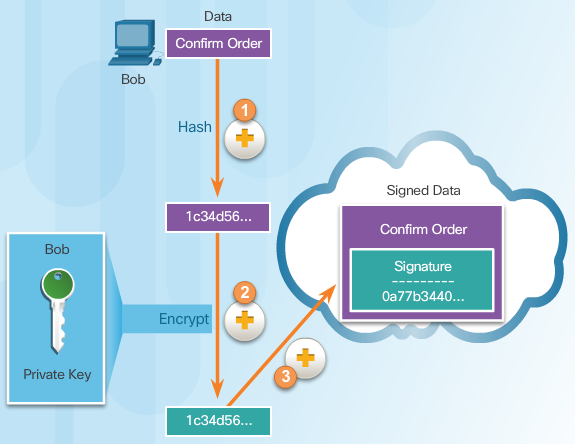 Data
Confirm Order
Bob
1
Hash
Signed Data
1c34d56...
Confirm Order
Bob
Signature
---------
0a77b3440...
2
Encrypt
Private Key
3
1c34d56...